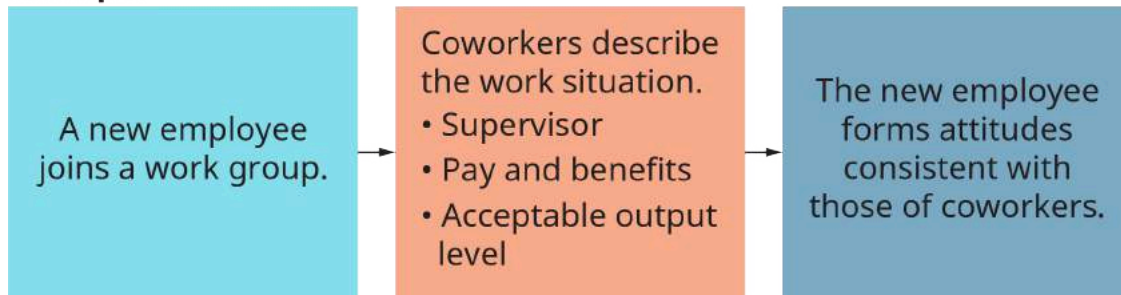 A new employee
joins a work group.
Coworkers describe
the work situation.
• Supervisor
• Pay and benefits
• Acceptable output
level
The new employee
forms attitudes
consistent with
those of coworkers.